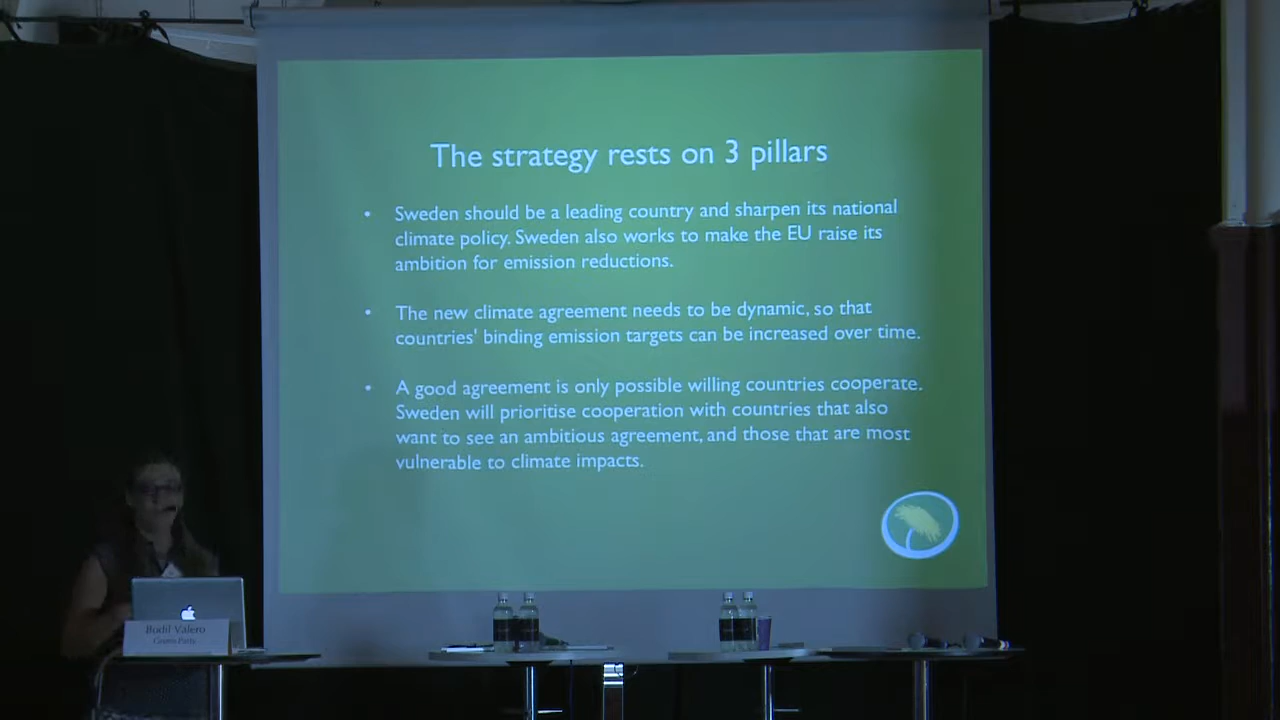 The strategy rests on 3 pillars
• Sweden should be a leading country and sharpen its national
climate policy. Sweden also works to make the EU raise its
ambition for emission reductions.
• The new climate agreement needs to be dynamic, so that
countries' binding emission targets can be increased over time.
• A good agreement is only possible willing countries cooperate.
Sweden will prioritise cooperation with countries that also
want to see an ambitious agreement, and those that are most
vulnerable to climate impacts.
Bodil Valero
Green Party